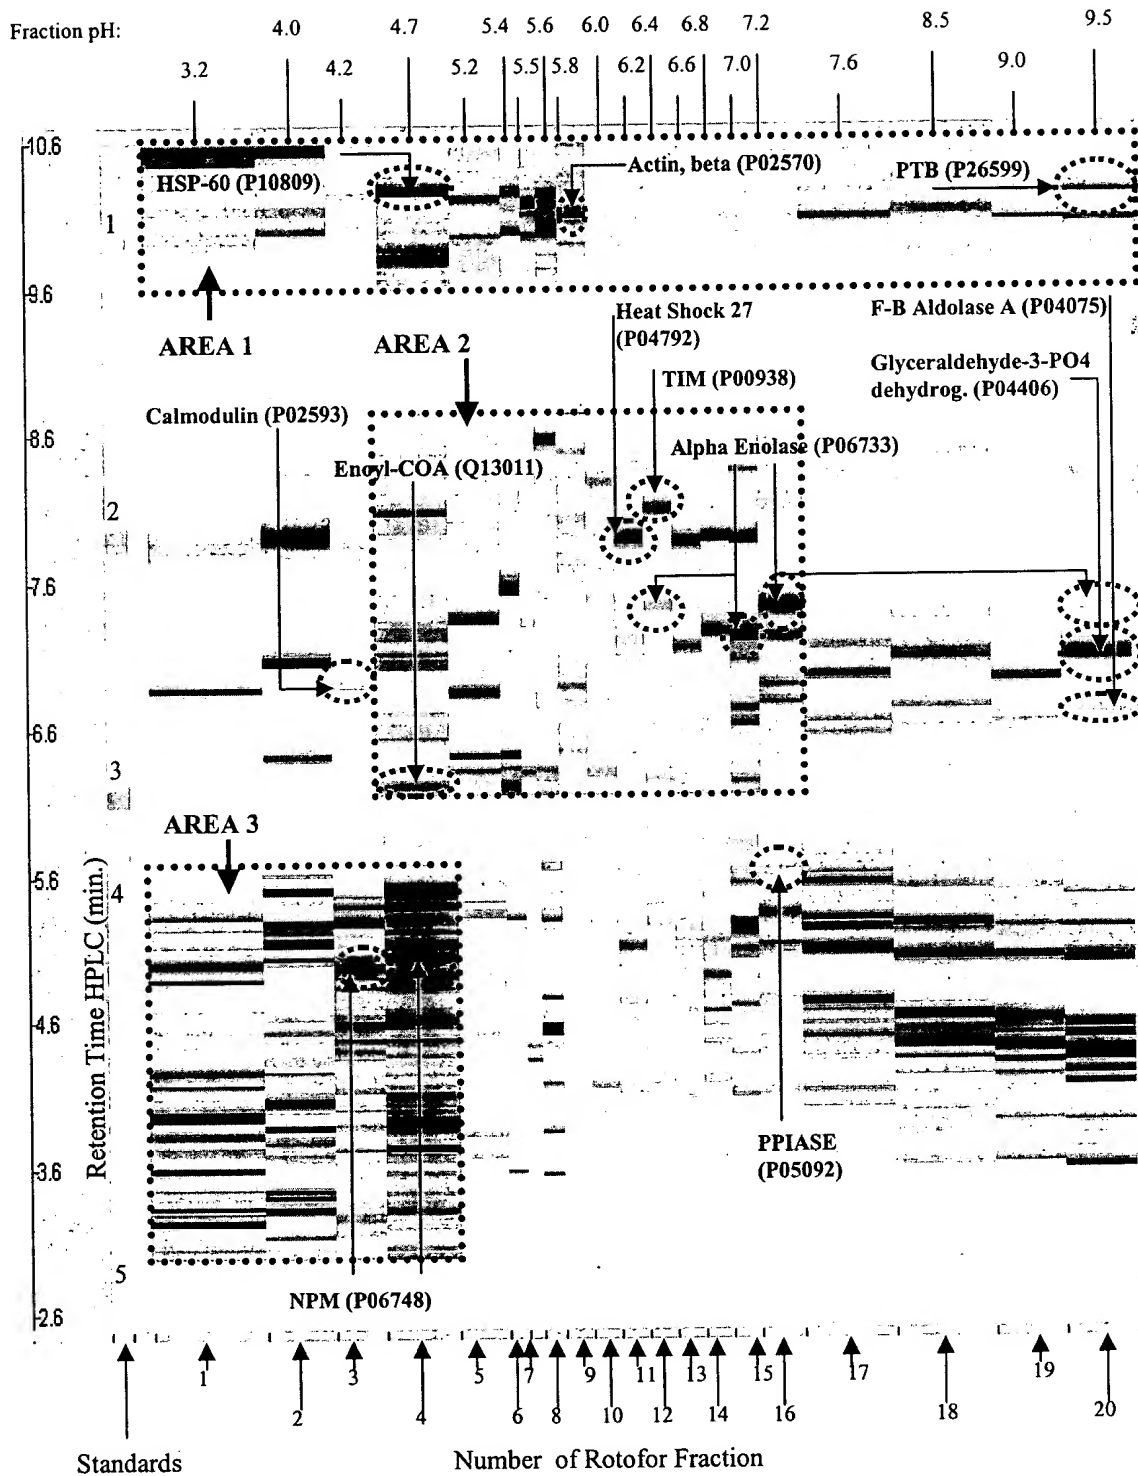 Fraction pH:
4.0 4.7 5.4 5.6 6.0 6.4 6.8 7.2 8.5 9.5
3.2 4.2 5.2 5.5 5.8 6.2 6.6 7.0 7.6 9.0
10.6
HSP-60 (P10809)
Actin, beta (P02570)
PTB (P26599)
1
9.6
AREA 1
AREA 2
Heat Shock 27
(P04792)
F-B Aldolase A (P04075)
TIM (P00938)
Glyceraldehyde-3-PO4
dehydrog. (P04406)
Calmodulin (P02593)
8.6
Enoyl-COA (Q13011)
Alpha Enolase (P06733)
2
7.6
6.6
3
AREA 3
5.6
4
4.6
Retention Time HPLC (min.)
PPIASE
(P05092)
3.6
5
NPM (P06748)
2.6
1 3 5 7 9 11 13 15 17 19
2 4 6 8 10 12 14 16 18 20
Standards
Number of Rotofor Fraction